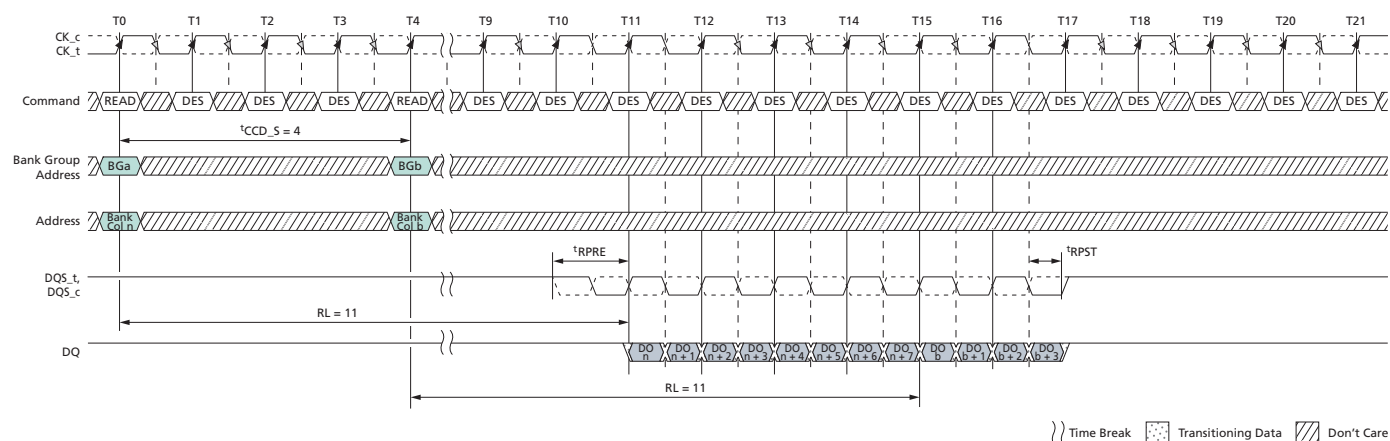 T0 T1 T2 T3 T4 T9 T10 T11 T12 T13 T14 T15 T16 T17 T18 T19 T20 T21
CK_c
CK_t
Command READ DES DES DES READ DES DES DES DES DES DES DES DES DES DES DES DES DES
tCCD_S = 4
Bank Group
Address
BGa BGb
Address
Bank
Col n
Bank
Col b
tRPRE tRPST
DQS_t,
DQS_c
RL = 11
DQ
DO
n
DO
n + 1
DO
n + 2
DO
n + 3
DO
n + 4
DO
n + 5
DO
n + 6
DO
n + 7
DO
b
DO
b + 1
DO
b + 2
DO
b + 3
RL = 11
Time Break Transitioning Data Don't Care